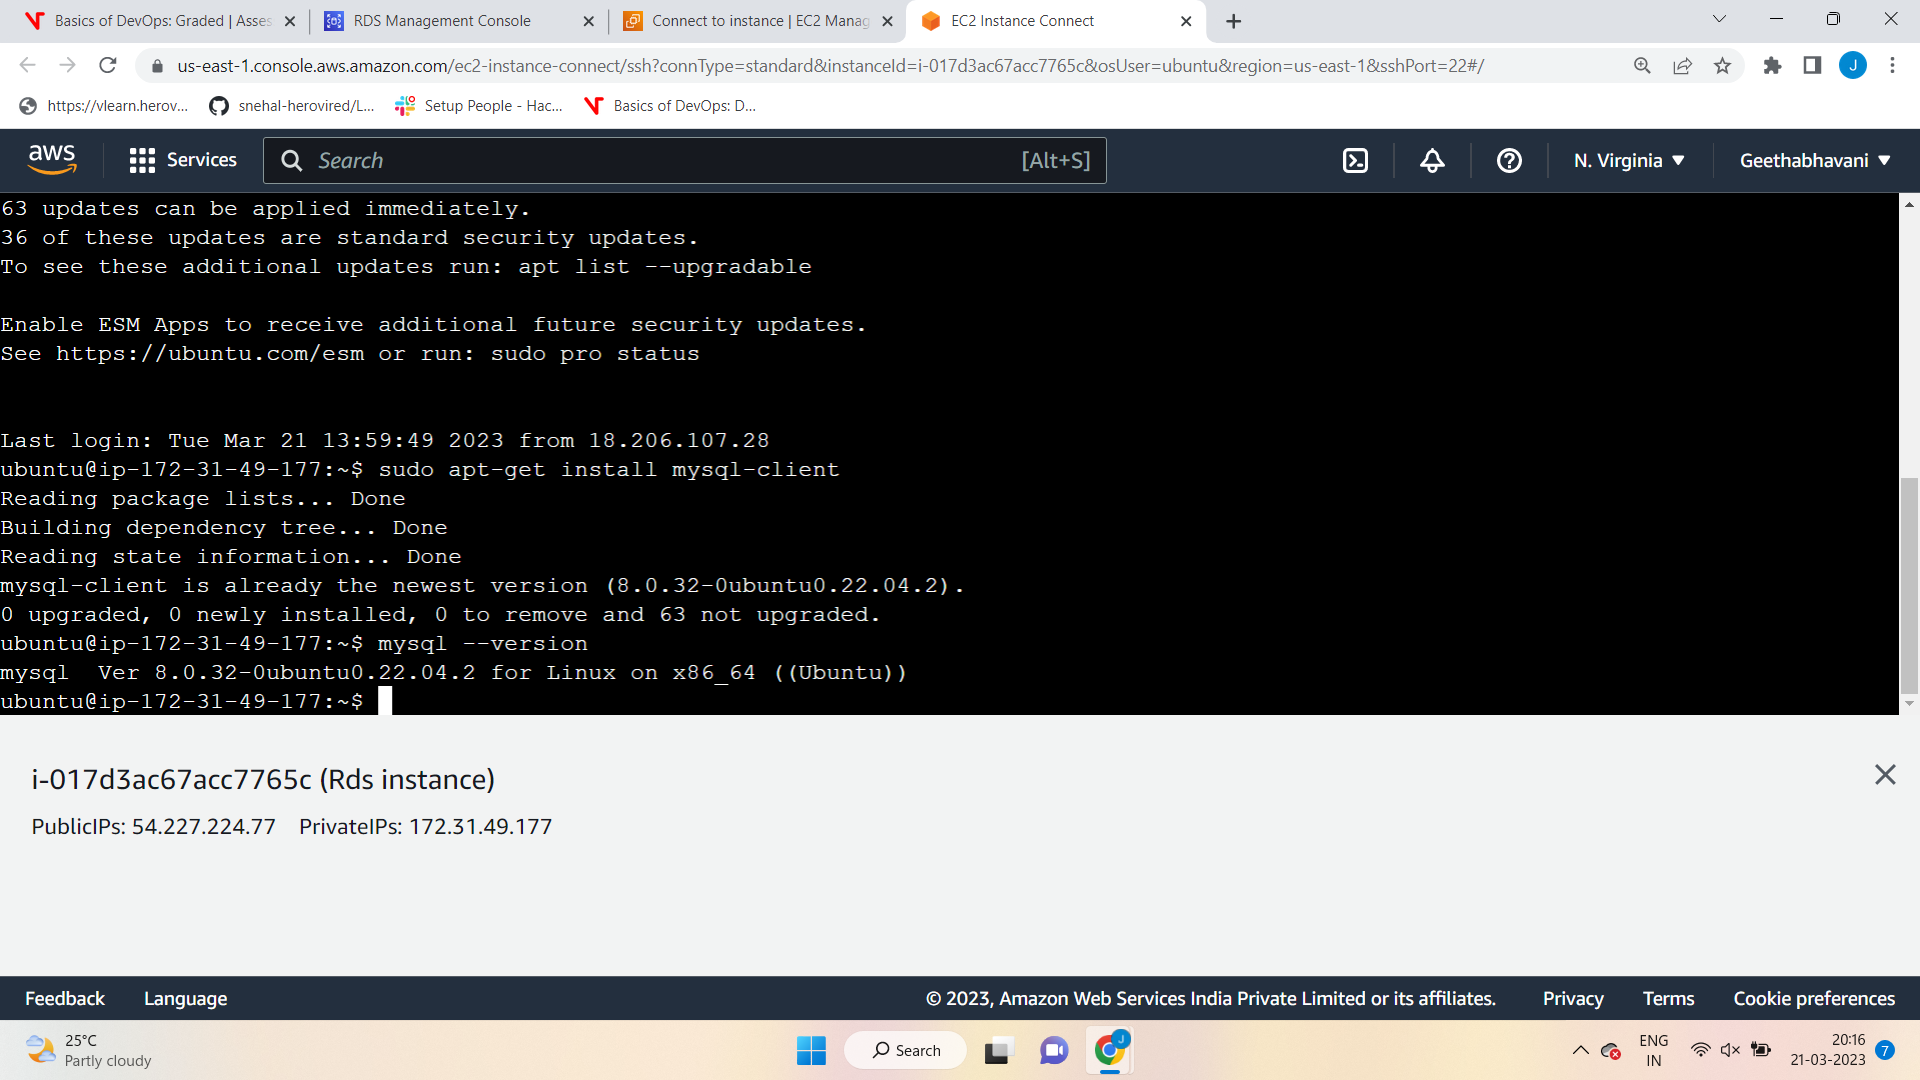 Basics of DevOps: Graded | Asses
RDS Management Console
Connect to instance | EC2 Manag
EC2 Instance Connect
us-east-1.console.aws.amazon.com/ec2-instance-connect/ssh?connType=standard&instanceId=i-017d3ac67acc7765c&osUser=ubuntu&region=us-east-1&sshPort=22#/
J
https://vlearn.herov...
snehal-herovired/L...
Setup People - Hac...
Basics of DevOps: D...
aws
Services
Search
[Alt+S]
N. Virginia
Geethabhavani
63 updates can be applied immediately.
36 of these updates are standard security updates.
To see these additional updates run: apt list --upgradable
Enable ESM Apps to receive additional future security updates.
See https://ubuntu.com/esm or run: sudo pro status
Last login: Tue Mar 21 13:59:49 2023 from 18.206.107.28
ubuntu@ip-172-31-49-177:~$ sudo apt-get install mysql-client
Reading package lists... Done
Building dependency tree... Done
Reading state information... Done
mysql-client is already the newest version (8.0.32-0ubuntu0.22.04.2).
0 upgraded, 0 newly installed, 0 to remove and 63 not upgraded.
ubuntu@ip-172-31-49-177:~$ mysql --version
mysql  Ver 8.0.32-0ubuntu0.22.04.2 for Linux on x86_64 ((Ubuntu))
ubuntu@ip-172-31-49-177:~$
i-017d3ac67acc7765c (Rds instance)
PublicIPs: 54.227.224.77 PrivateIPs: 172.31.49.177
Feedback
Language
© 2023, Amazon Web Services India Private Limited or its affiliates.
Privacy
Terms
Cookie preferences
25°C
Partly cloudy
Search
J
ENG
IN
20:16
21-03-2023
7